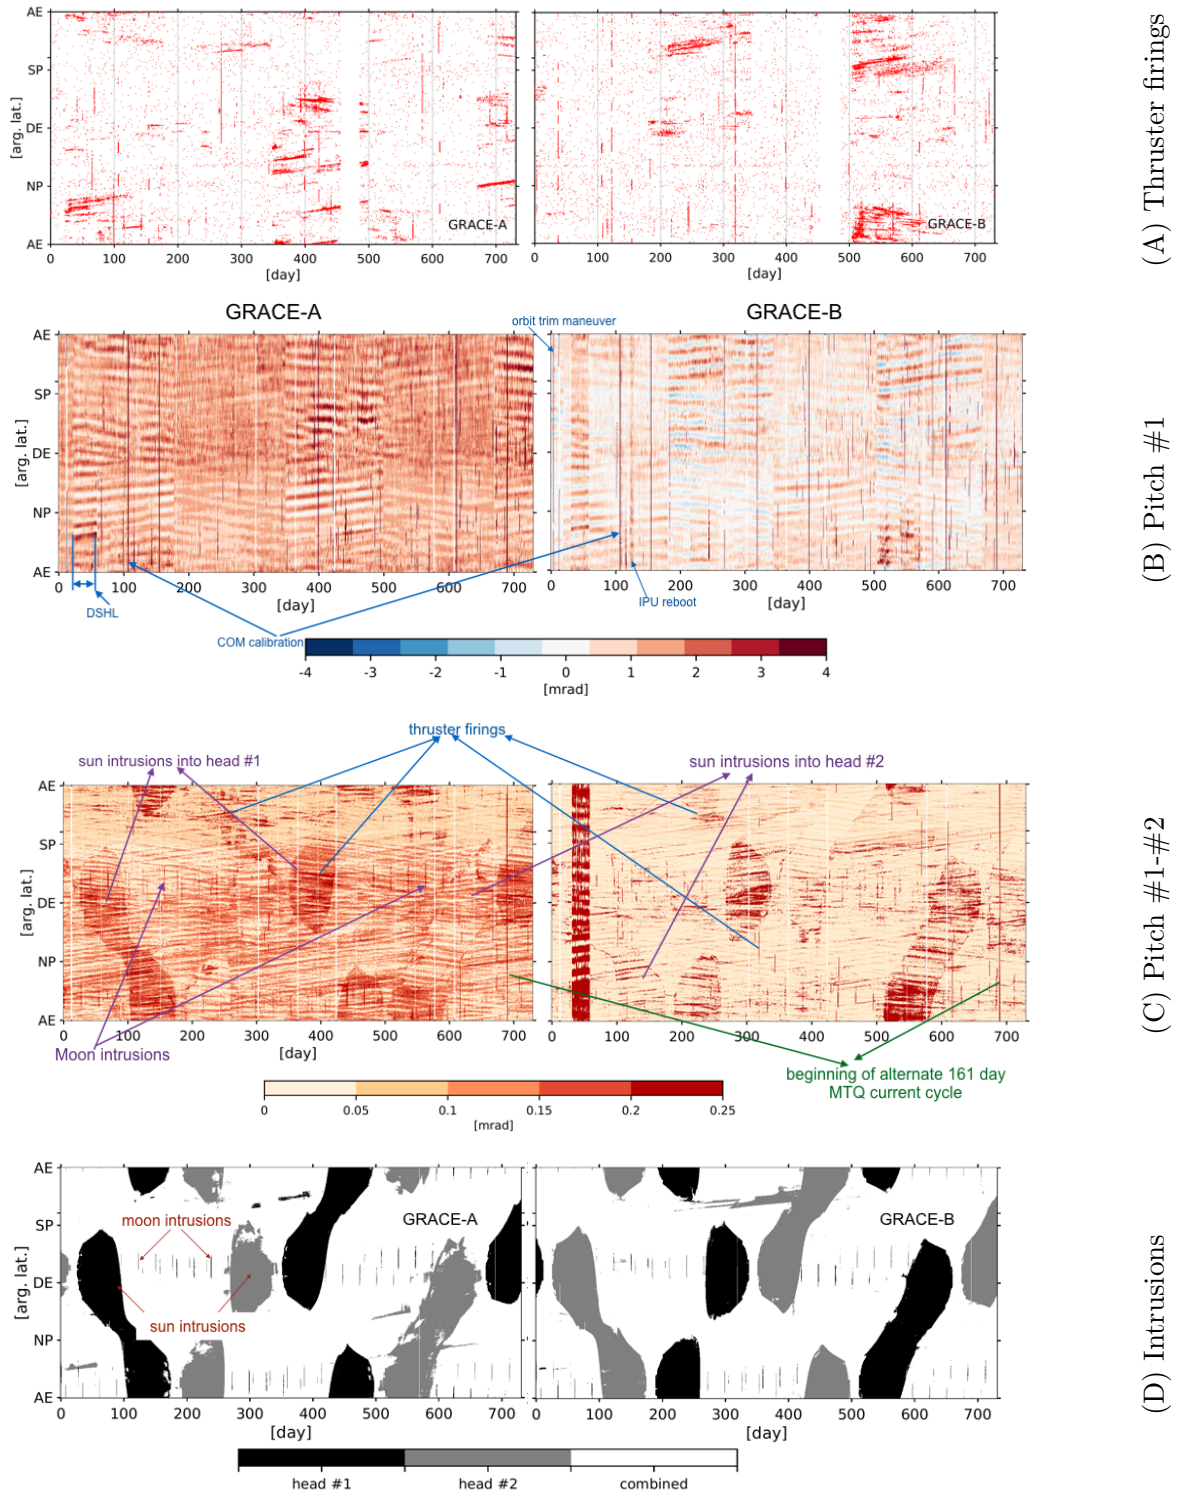 AE
SP
DE
NP
AE
[arg. lat.]
GRACE-A
0 100 200 300 400 500 600 700
[day]
GRACE-B
0 100 200 300 400 500 600 700
[day]
(A) Thruster firings
GRACE-A
GRACE-B
orbit trim maneuver
AE
SP
DE
NP
AE
[arg. lat.]
0 100 200 300 400 500 600 700
[day]
0 100 200 300 400 500 600 700
[day]
DSHL
IPU reboot
COM calibration
-4 -3 -2 -1 0 1 2 3 4
[mrad]
(B) Pitch #1
thruster firings
sun intrusions into head #1
sun intrusions into head #2
AE
SP
DE
NP
AE
[arg. lat.]
0 100 200 300 400 500 600 700
[day]
0 100 200 300 400 500 600 700
Moon intrusions
beginning of alternate 161 day
MTQ current cycle
0 0.05 0.1 0.15 0.2 0.25
[mrad]
(C) Pitch #1-#2
AE
SP
DE
NP
AE
[arg. lat.]
moon intrusions
sun intrusions
GRACE-A
0 100 200 300 400 500 600 700
[day]
GRACE-B
0 100 200 300 400 500 600 700
[day]
head #1 head #2 combined
(D) Intrusions